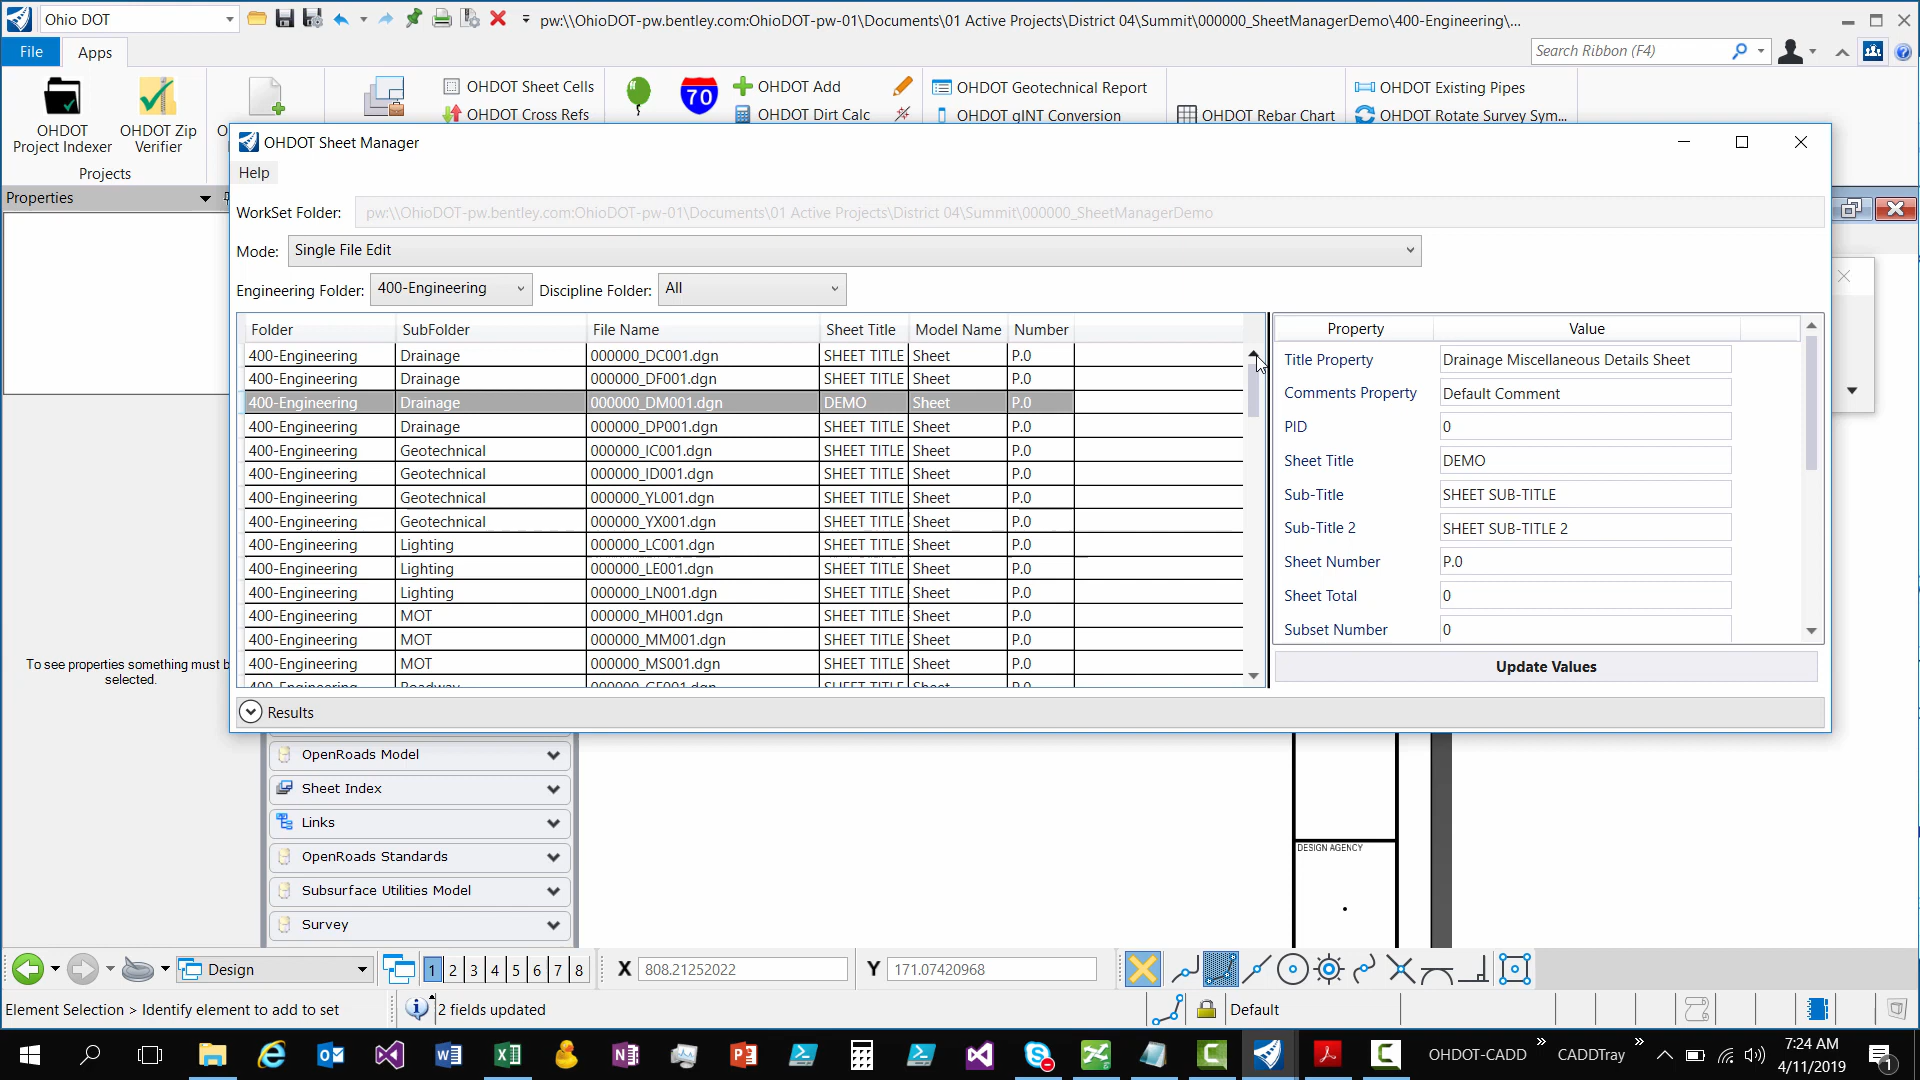 Ohio DOT
pw:\\OhioDOT-pw.bentley.com:OhioDOT-pw-01\Documents\01 Active Projects\District 04\Summit\000000_SheetManagerDemo\400-Engineering\...
File
Apps
Search Ribbon (F4)
OHDOT
Project Indexer
OHDOT Zip
Verifier
Projects
OHDOT Sheet Cells
OHDOT Cross Refs
70
OHDOT Add
OHDOT Dirt Calc
OHDOT Geotechnical Report
OHDOT gINT Conversion
OHDOT Rebar Chart
OHDOT Existing Pipes
OHDOT Rotate Survey Sym...
Properties
To see properties something must b
selected.
OHDOT Sheet Manager
Help
WorkSet Folder: pw:\\OhioDOT-pw.bentley.com:OhioDOT-pw-01\Documents\01 Active Projects\District 04\Summit\000000_SheetManagerDemo
Mode: Single File Edit
Engineering Folder: 400-Engineering Discipline Folder: All
Folder SubFolder File Name Sheet Title Model Name Number
400-Engineering Drainage 000000_DC001.dgn SHEET TITLE Sheet P.0
400-Engineering Drainage 000000_DF001.dgn SHEET TITLE Sheet P.0
400-Engineering Drainage 000000_DM001.dgn DEMO Sheet P.0
400-Engineering Drainage 000000_DP001.dgn SHEET TITLE Sheet P.0
400-Engineering Geotechnical 000000_IC001.dgn SHEET TITLE Sheet P.0
400-Engineering Geotechnical 000000_ID001.dgn SHEET TITLE Sheet P.0
400-Engineering Geotechnical 000000_YL001.dgn SHEET TITLE Sheet P.0
400-Engineering Geotechnical 000000_YX001.dgn SHEET TITLE Sheet P.0
400-Engineering Lighting 000000_LC001.dgn SHEET TITLE Sheet P.0
400-Engineering Lighting 000000_LE001.dgn SHEET TITLE Sheet P.0
400-Engineering Lighting 000000_LN001.dgn SHEET TITLE Sheet P.0
400-Engineering MOT 000000_MH001.dgn SHEET TITLE Sheet P.0
400-Engineering MOT 000000_MM001.dgn SHEET TITLE Sheet P.0
400-Engineering MOT 000000_MS001.dgn SHEET TITLE Sheet P.0
Property Value
Title Property Drainage Miscellaneous Details Sheet
Comments Property Default Comment
PID 0
Sheet Title DEMO
Sub-Title SHEET SUB-TITLE
Sub-Title 2 SHEET SUB-TITLE 2
Sheet Number P.0
Sheet Total 0
Subset Number 0
Update Values
Results
OpenRoads Model
Sheet Index
Links
OpenRoads Standards
Subsurface Utilities Model
Survey
DESIGN AGENCY
Design
1 2 3 4 5 6 7 8
X 808.21252022
Y 171.07420968
Element Selection > Identify element to add to set
2 fields updated
Default
OHDOT-CADD
CADDTray
7:24 AM
4/11/2019
1